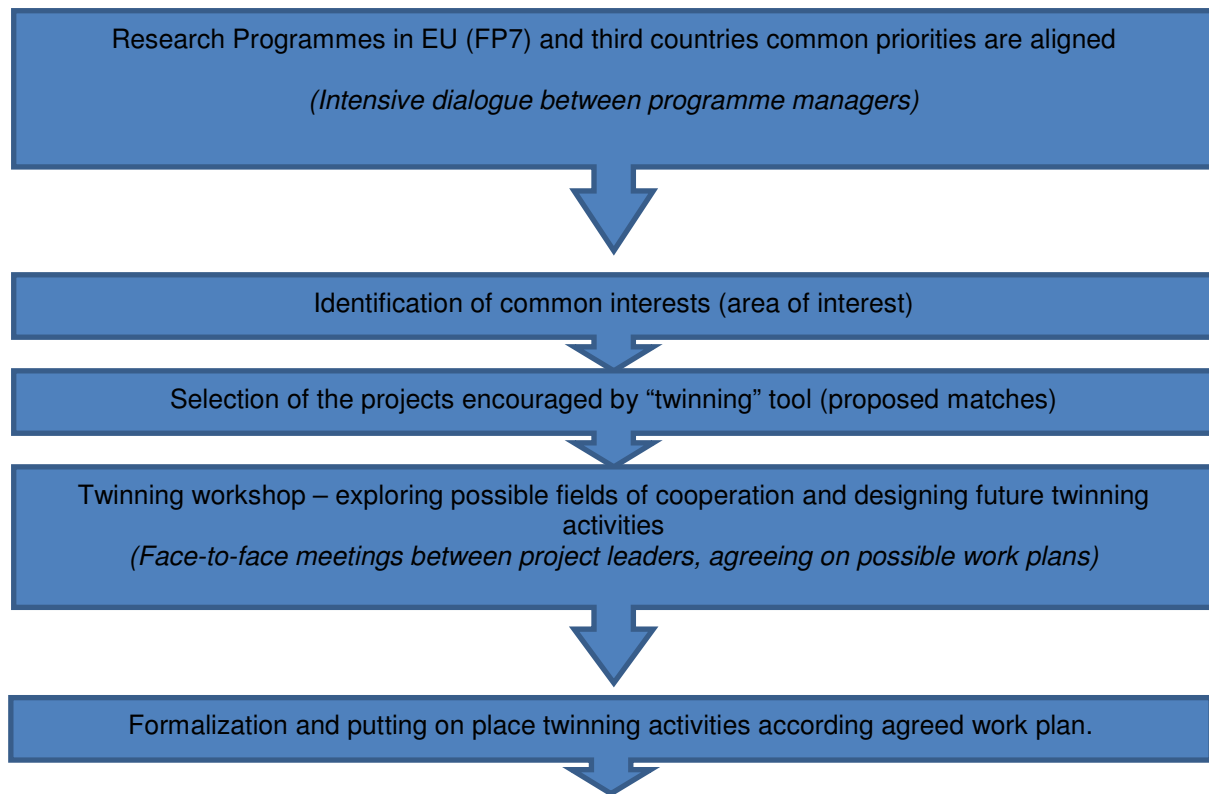 Research Programmes in EU (FP7) and third countries common priorities are aligned
(Intensive dialogue between programme managers)
Identification of common interests (area of interest)
Selection of the projects encouraged by “twinning” tool (proposed matches)
Twinning workshop – exploring possible fields of cooperation and designing future twinning
activities
(Face-to-face meetings between project leaders, agreeing on possible work plans)
Formalization and putting on place twinning activities according agreed work plan.